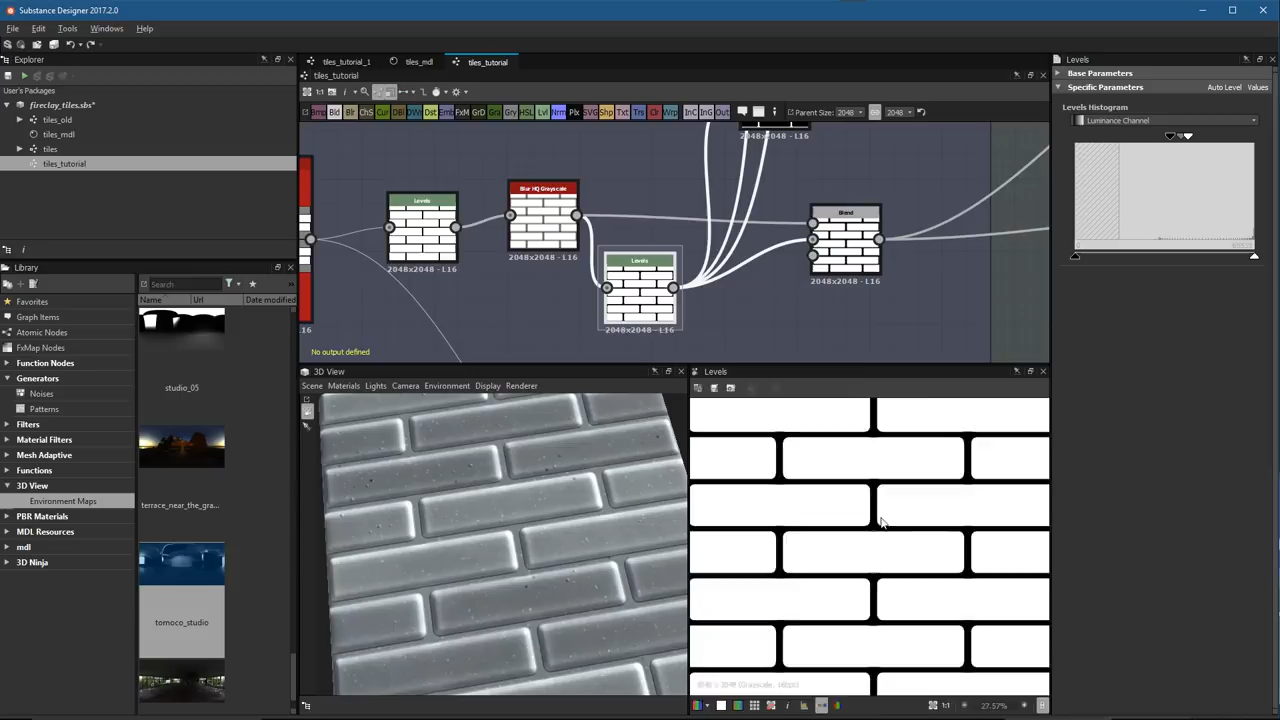 Substance Designer 2017.2.0
File Edit Tools Windows Help
Explorer
User's Packages
fireclay_tiles.sbs*
tiles_old
tiles_mdl
tiles
tiles_tutorial
Library
Favorites
Graph Items
Atomic Nodes
FxMap Nodes
Function Nodes
Generators
Noises
Patterns
Filters
Material Filters
Mesh Adaptive
Functions
3D View
Environment Maps
PBR Materials
MDL Resources
mdl
3D Ninja
Search
Name Url Date modified
studio_05
terrace_near_the_gra...
tomoco_studio
tiles_tutorial_1 tiles_mdl tiles_tutorial
tiles_tutorial
Parent Size: 2048 2048
2048x2048 - L16
Levels
2048x2048 - L16
Blur HQ Grayscale
2048x2048 - L16
Levels
2048x2048 - L16
Blend
2048x2048 - L16
L16
No output defined
3D View
Scene Materials Lights Camera Environment Display Renderer
Levels
27.57%
Levels
Base Parameters
Specific Parameters Auto Level Values
Levels Histogram
Luminance Channel